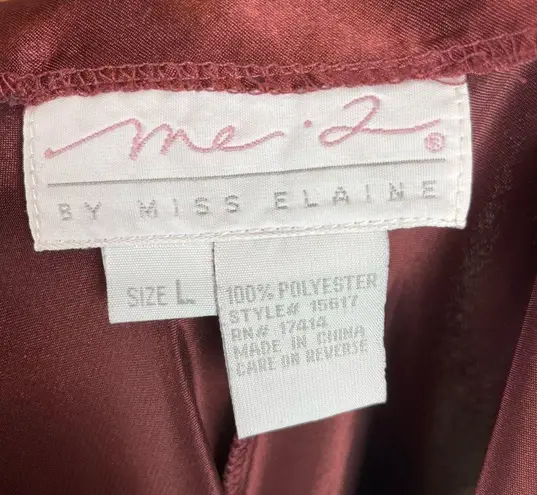 me·2®
BY MISS ELAINE
SIZE L
100% POLYESTER
STYLE# 15617
RN# 17414
MADE IN CHINA
CARE ON REVERSE